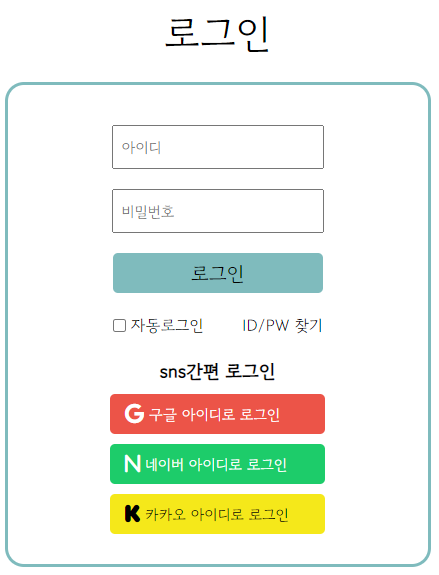 로그인
아이디
비밀번호
로그인
자동로그인 ID/PW 찾기
sns간편 로그인
G 구글 아이디로 로그인
N 네이버 아이디로 로그인
K 카카오 아이디로 로그인